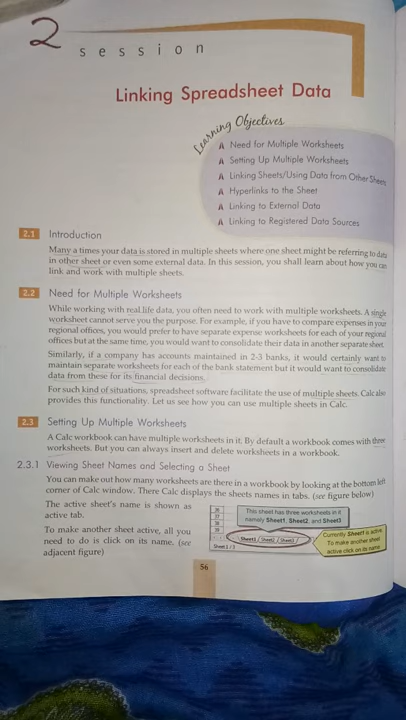 2
session
Linking Spreadsheet Data
Learning Objectives
Need for Multiple Worksheets
Setting Up Multiple Worksheets
Linking Sheets/Using Data from Other Sheets
Hyperlinks to the Sheet
Linking to External Data
Linking to Registered Data Sources
2.1 Introduction
Many a times your data is stored in multiple sheets where one sheet might be referring to data
in other sheet or even some external data. In this session, you shall learn about how you can
link and work with multiple sheets.
2.2 Need for Multiple Worksheets
While working with real life data, you often need to work with multiple worksheets. A single
worksheet cannot serve you the purpose. For example, if you have to compare expenses in your
regional offices, you would prefer to have separate expense worksheets for each of your regional
offices but at the same time, you would want to consolidate their data in another separate sheet.
Similarly, if a company has accounts maintained in 2-3 banks, it would certainly want to
maintain separate worksheets for each of the bank statement but it would want to consolidate
data from these for its financial decisions.
For such kind of situations, spreadsheet software facilitate the use of multiple sheets. Calc also
provides this functionality. Let us see how you can use multiple sheets in Calc.
2.3 Setting Up Multiple Worksheets
A Calc workbook can have multiple worksheets in it. By default a workbook comes with three
worksheets. But you can always insert and delete worksheets in a workbook.
2.3.1 Viewing Sheet Names and Selecting a Sheet
You can make out how many worksheets are there in a workbook by looking at the bottom left
corner of Calc window. There Calc displays the sheets names in tabs. (see figure below)
The active sheet's name is shown as
active tab.
To make another sheet active, all you
need to do is click on its name. (see
adjacent figure)
This sheet has three worksheets in it
namely Sheet1, Sheet2, and Sheet3
36
37
38
39
Sheet1 Sheet2 Sheet3
Sheet 1 / 3
Currently Sheet1 is active.
To make another sheet
active click on its name
56